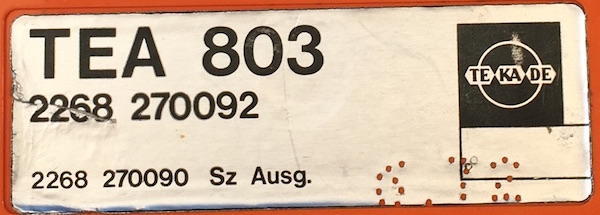 TEA 803
TE KA DE
2268 270092
2268 270090 Sz Ausg.